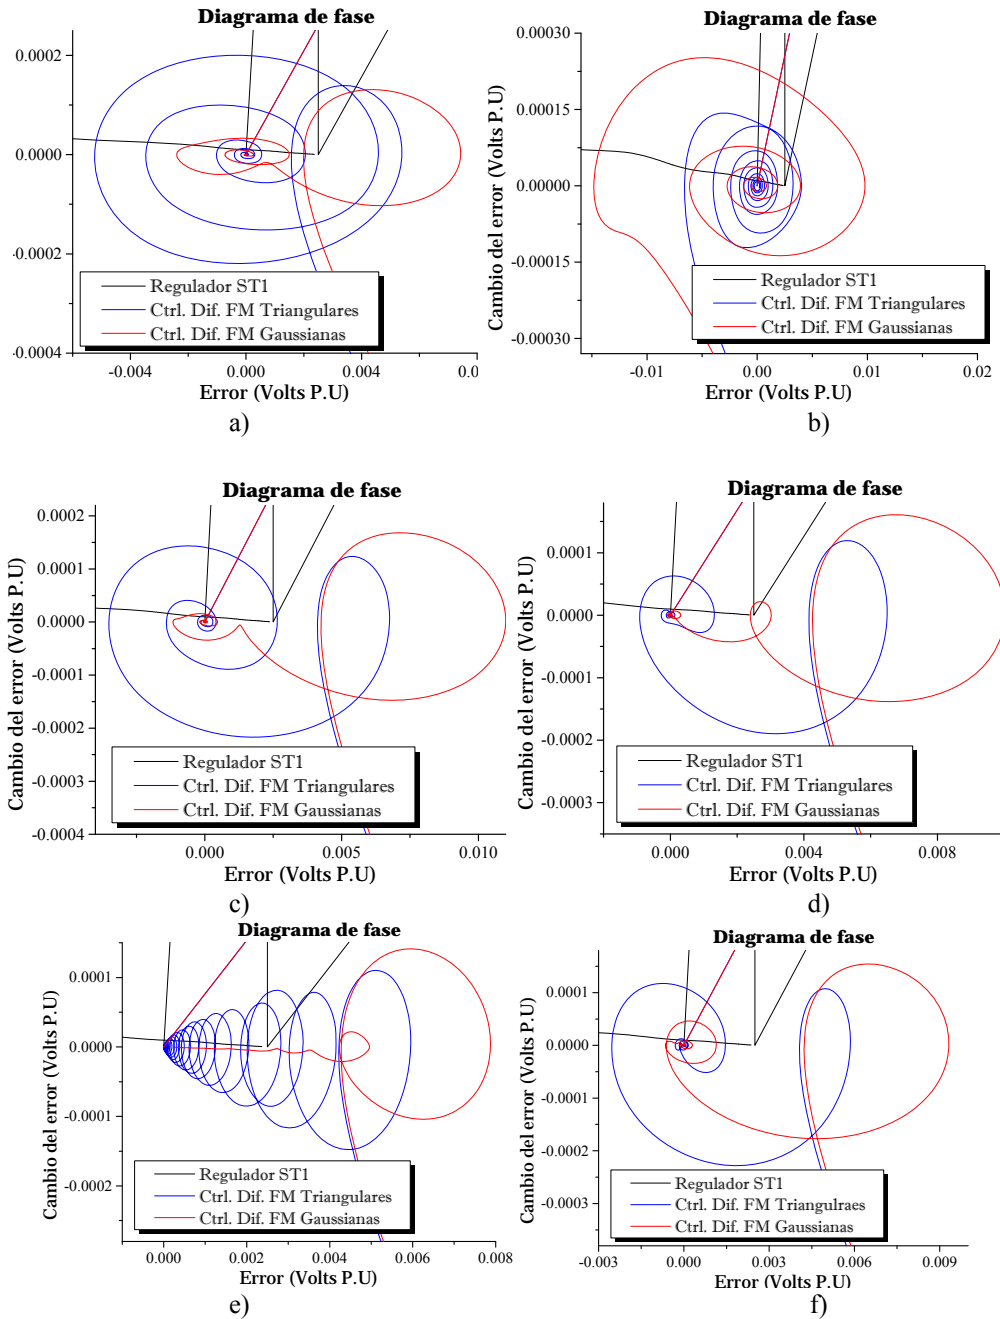 Diagrama de fase
0.0002
0.0000
-0.0002
-0.0004
Regulador ST1
Ctrl. Dif. FM Triangulares
Ctrl. Dif. FM Gaussianas
-0.004
0.000
0.004
0.0
Error (Volts P.U)
a)
Diagrama de fase
Cambio del error (Volts P.U)
0.00030
0.00015
0.00000
-0.00015
-0.00030
Regulador ST1
Ctrl. Dif. FM Triangulares
Ctrl. Dif. FM Gaussianas
-0.01
0.00
0.01
0.02
Error (Volts P.U)
b)
Diagrama de fase
Cambio del error (Volts P.U)
0.0002
0.0001
0.0000
-0.0001
-0.0002
-0.0003
-0.0004
Regulador ST1
Ctrl. Dif. FM Triangulares
Ctrl. Dif. FM Gaussianas
0.000
0.005
0.010
Error (Volts P.U)
c)
Diagrama de fase
Cambio del error (Volts P.U)
0.0001
0.0000
-0.0001
-0.0002
-0.0003
Regulador ST1
Ctrl. Dif. FM Triangulares
Ctrl. Dif. FM Gaussianas
0.000
0.004
0.008
Error (Volts P.U)
d)
Diagrama de fase
Cambio del error (Volts P.U)
0.0001
0.0000
-0.0001
-0.0002
Regulador ST1
Ctrl. Dif. FM Triangulares
Ctrl. Dif. FM Gaussianas
0.000
0.002
0.004
0.006
0.008
Error (Volts P.U)
e)
Diagrama de fase
Cambio del error (Volts P.U)
0.0001
0.0000
-0.0001
-0.0002
-0.0003
Regulador ST1
Ctrl. Dif. FM Triangulraes
Ctrl. Dif. FM Gaussianas
-0.003
0.000
0.003
0.006
0.009
Error (Volts P.U)
f)